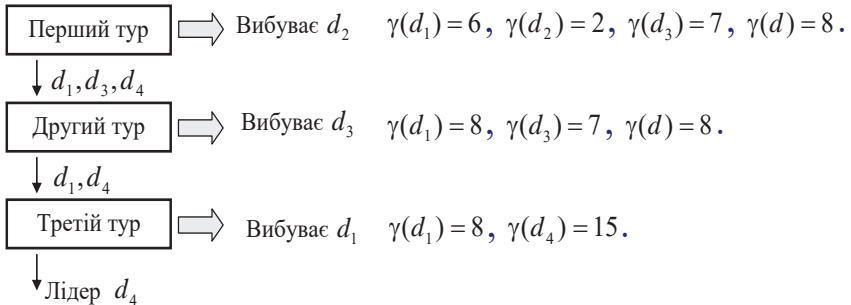 Перший тур Вибуває d₂ γ(d₁) = 6, γ(d₂) = 2, γ(d₃) = 7, γ(d) = 8.
d₁, d₃, d₄
Другий тур Вибуває d₃ γ(d₁) = 8, γ(d₃) = 7, γ(d) = 8.
d₁, d₄
Третій тур Вибуває d₁ γ(d₁) = 8, γ(d₄) = 15.
Лідер d₄